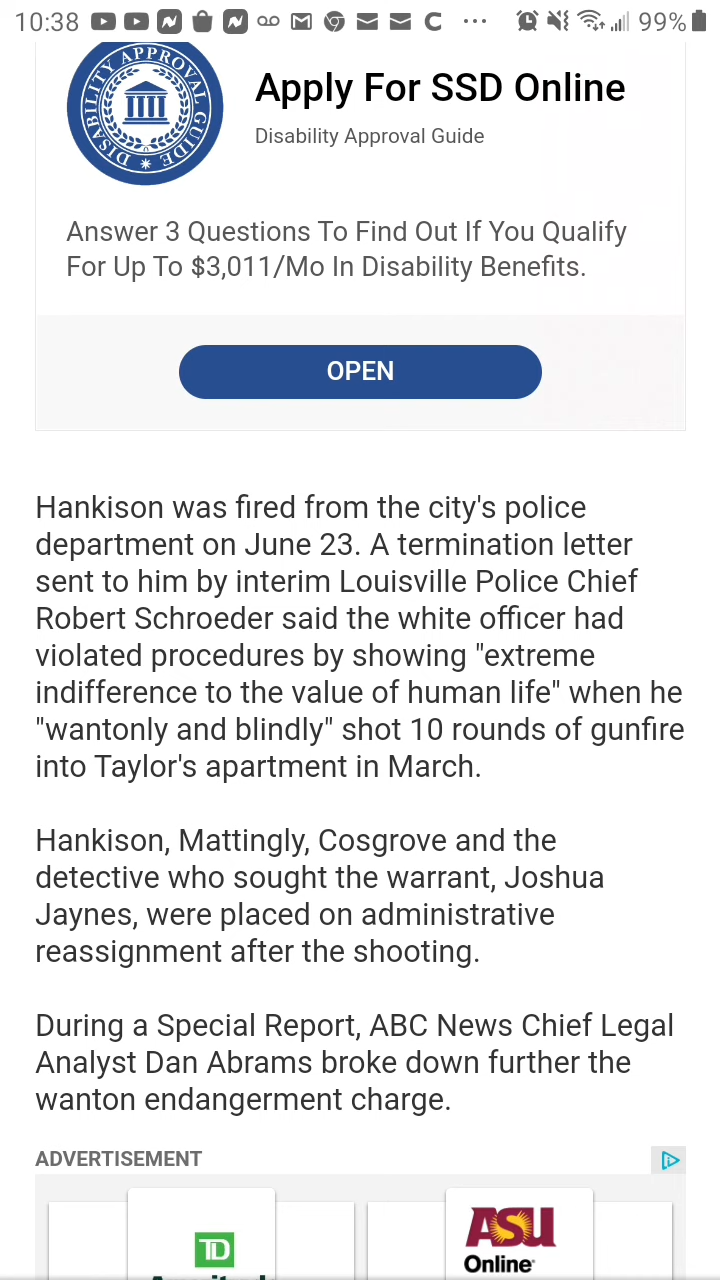 10:38
99%
DISABILITY APPROVAL GUIDE
Apply For SSD Online
Disability Approval Guide
Answer 3 Questions To Find Out If You Qualify
For Up To $3,011/Mo In Disability Benefits.
OPEN
Hankison was fired from the city's police
department on June 23. A termination letter
sent to him by interim Louisville Police Chief
Robert Schroeder said the white officer had
violated procedures by showing "extreme
indifference to the value of human life" when he
"wantonly and blindly" shot 10 rounds of gunfire
into Taylor's apartment in March.
Hankison, Mattingly, Cosgrove and the
detective who sought the warrant, Joshua
Jaynes, were placed on administrative
reassignment after the shooting.
During a Special Report, ABC News Chief Legal
Analyst Dan Abrams broke down further the
wanton endangerment charge.
ADVERTISEMENT
TD
ASU
Online